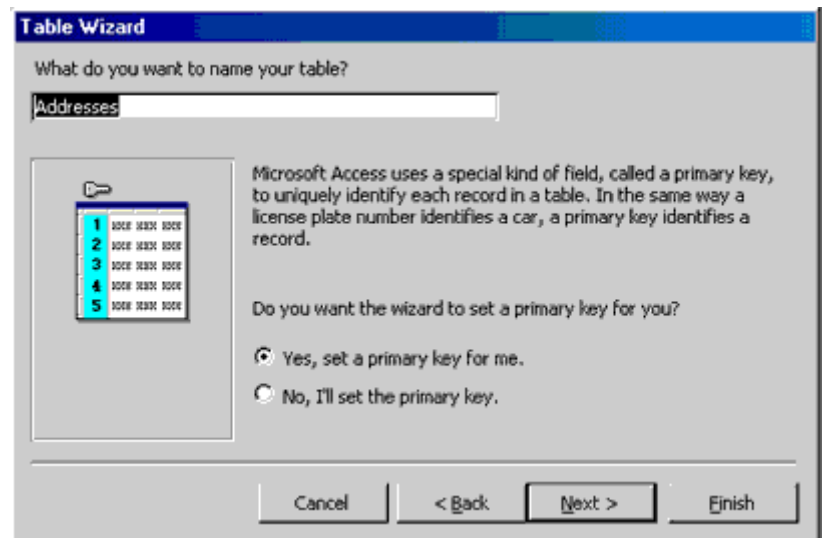 Table Wizard
What do you want to name your table?
Addresses
Microsoft Access uses a special kind of field, called a primary key,
to uniquely identify each record in a table. In the same way a
license plate number identifies a car, a primary key identifies a
record.
1
2
3
4
5
Do you want the wizard to set a primary key for you?
Yes, set a primary key for me.
No, I'll set the primary key.
Cancel
< Back
Next >
Finish